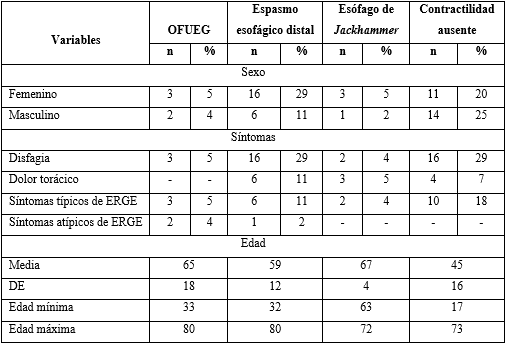 Variables OFUEG Espasmo esofágico distal Esófago de Jackhammer Contractilidad ausente
n % n % n % n %
Sexo
Femenino 3 5 16 29 3 5 11 20
Masculino 2 4 6 11 1 2 14 25
Síntomas
Disfagia 3 5 16 29 2 4 16 29
Dolor torácico - - 6 11 3 5 4 7
Síntomas típicos de ERGE 3 5 6 11 2 4 10 18
Síntomas atípicos de ERGE 2 4 1 2 - - - -
Edad
Media 65 59 67 45
DE 18 12 4 16
Edad mínima 33 32 63 17
Edad máxima 80 80 72 73